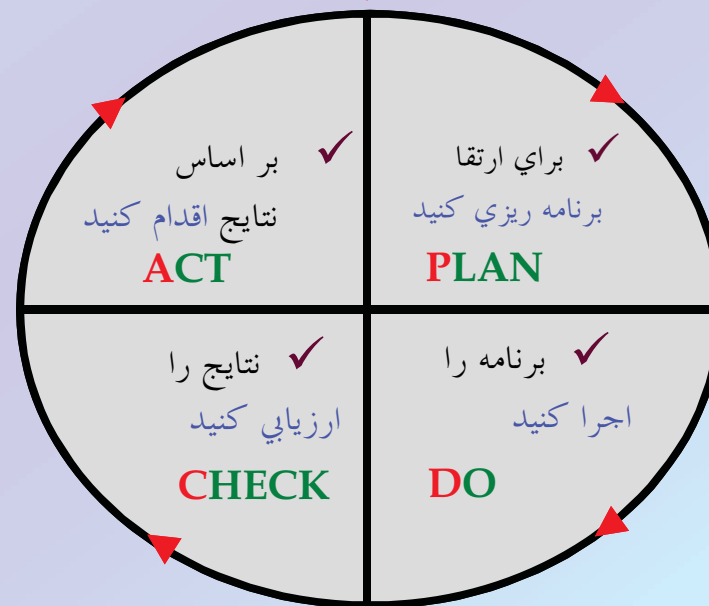 ✓ براي ارتقا
برنامه ريزي كنيد
PLAN
✓ برنامه را
اجرا كنيد
DO
✓ نتايج را
ارزيابي كنيد
CHECK
✓ بر اساس
نتايج اقدام كنيد
ACT